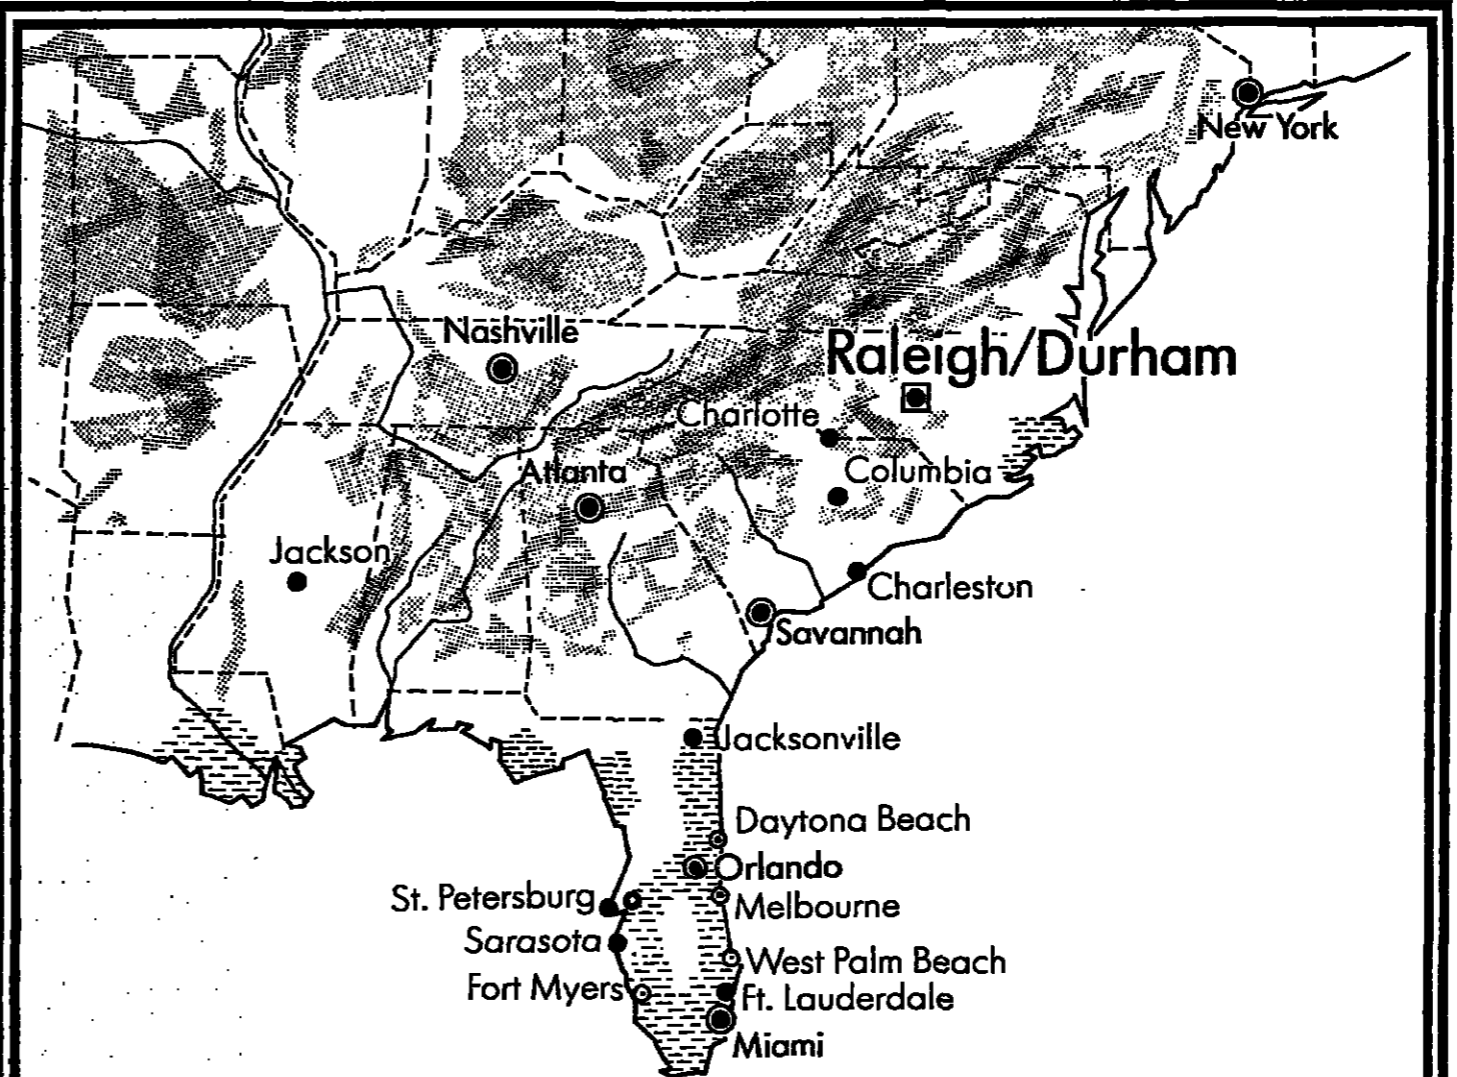 New York
Nashville
Raleigh/Durham
Charlotte
Atlanta
Columbia
Jackson
Charleston
Savannah
Jacksonville
Daytona Beach
Orlando
St. Petersburg
Melbourne
Sarasota
West Palm Beach
Fort Myers
Ft. Lauderdale
Miami